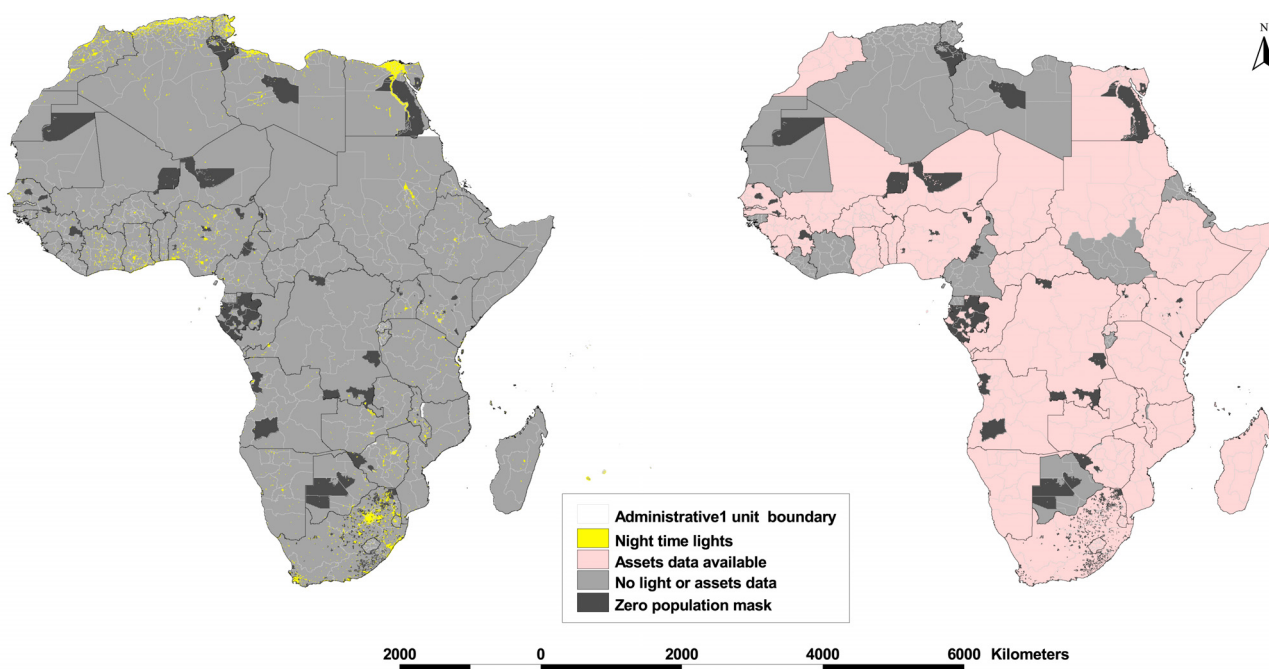 N
Administrative1 unit boundary
Night time lights
Assets data available
No light or assets data
Zero population mask
2000 0 2000 4000 6000 Kilometers